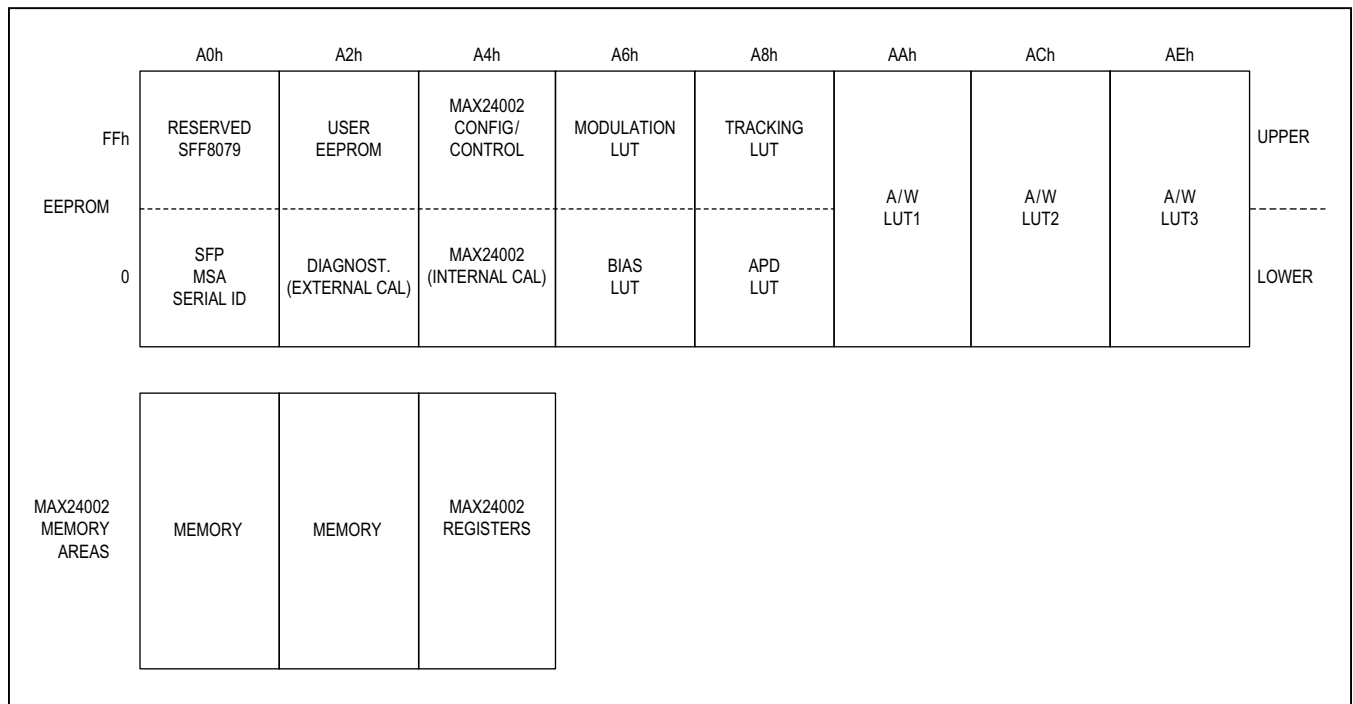 A0h A2h A4h A6h A8h AAh ACh AEh
FFh
RESERVED
SFF8079
USER
EEPROM
MAX24002
CONFIG/
CONTROL
MODULATION
LUT
TRACKING
LUT
UPPER
EEPROM
A/W
LUT1
A/W
LUT2
A/W
LUT3
0
SFP
MSA
SERIAL ID
DIAGNOST.
(EXTERNAL CAL)
MAX24002
(INTERNAL CAL)
BIAS
LUT
APD
LUT
LOWER
MAX24002
MEMORY
AREAS
MEMORY
MEMORY
MAX24002
REGISTERS